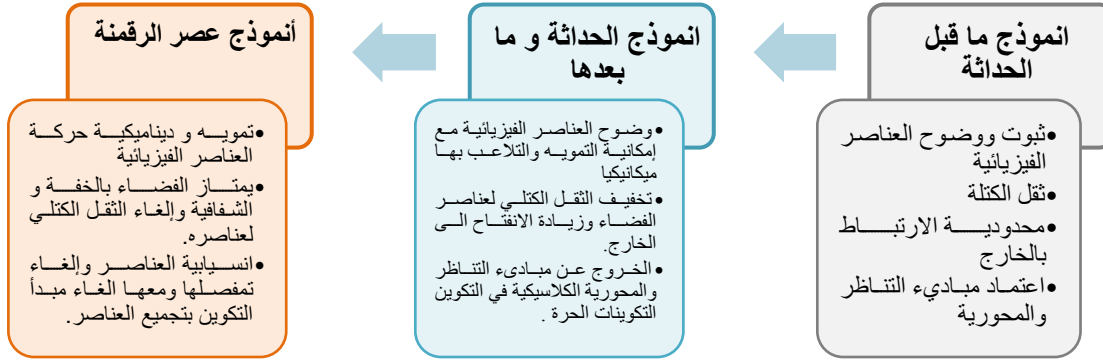 انموذج ما قبل
الحداثة
•ثبوت ووضوح العناصر
الفيزيائية
•ثقل الكتلة
•محدودية الارتباط
بالخارج
•اعتماد مباديء التناظر
والمحورية
انموذج الحداثة و ما
بعدها
•وضوح العناصر الفيزيائية مع
إمكانية التمويه والتلاعب بها
ميكانيكيا
•تخفيف الثقل الكتلي لعناصر
الفضاء وزيادة الانفتاح الى
الخارج.
•الخروج عن مباديء التناظر
والمحورية الكلاسيكية في التكوين
التكوينات الحرة .
أنموذج عصر الرقمنة
•تمويه و ديناميكية حركة
العناصر الفيزيائية
•يمتاز الفضاء بالخفة و
الشفافية وإلغاء الثقل الكتلي
لعناصره.
•انسيابية العناصر وإلغاء
تمفصلها ومعها الغاء مبدأ
التكوين بتجميع العناصر.